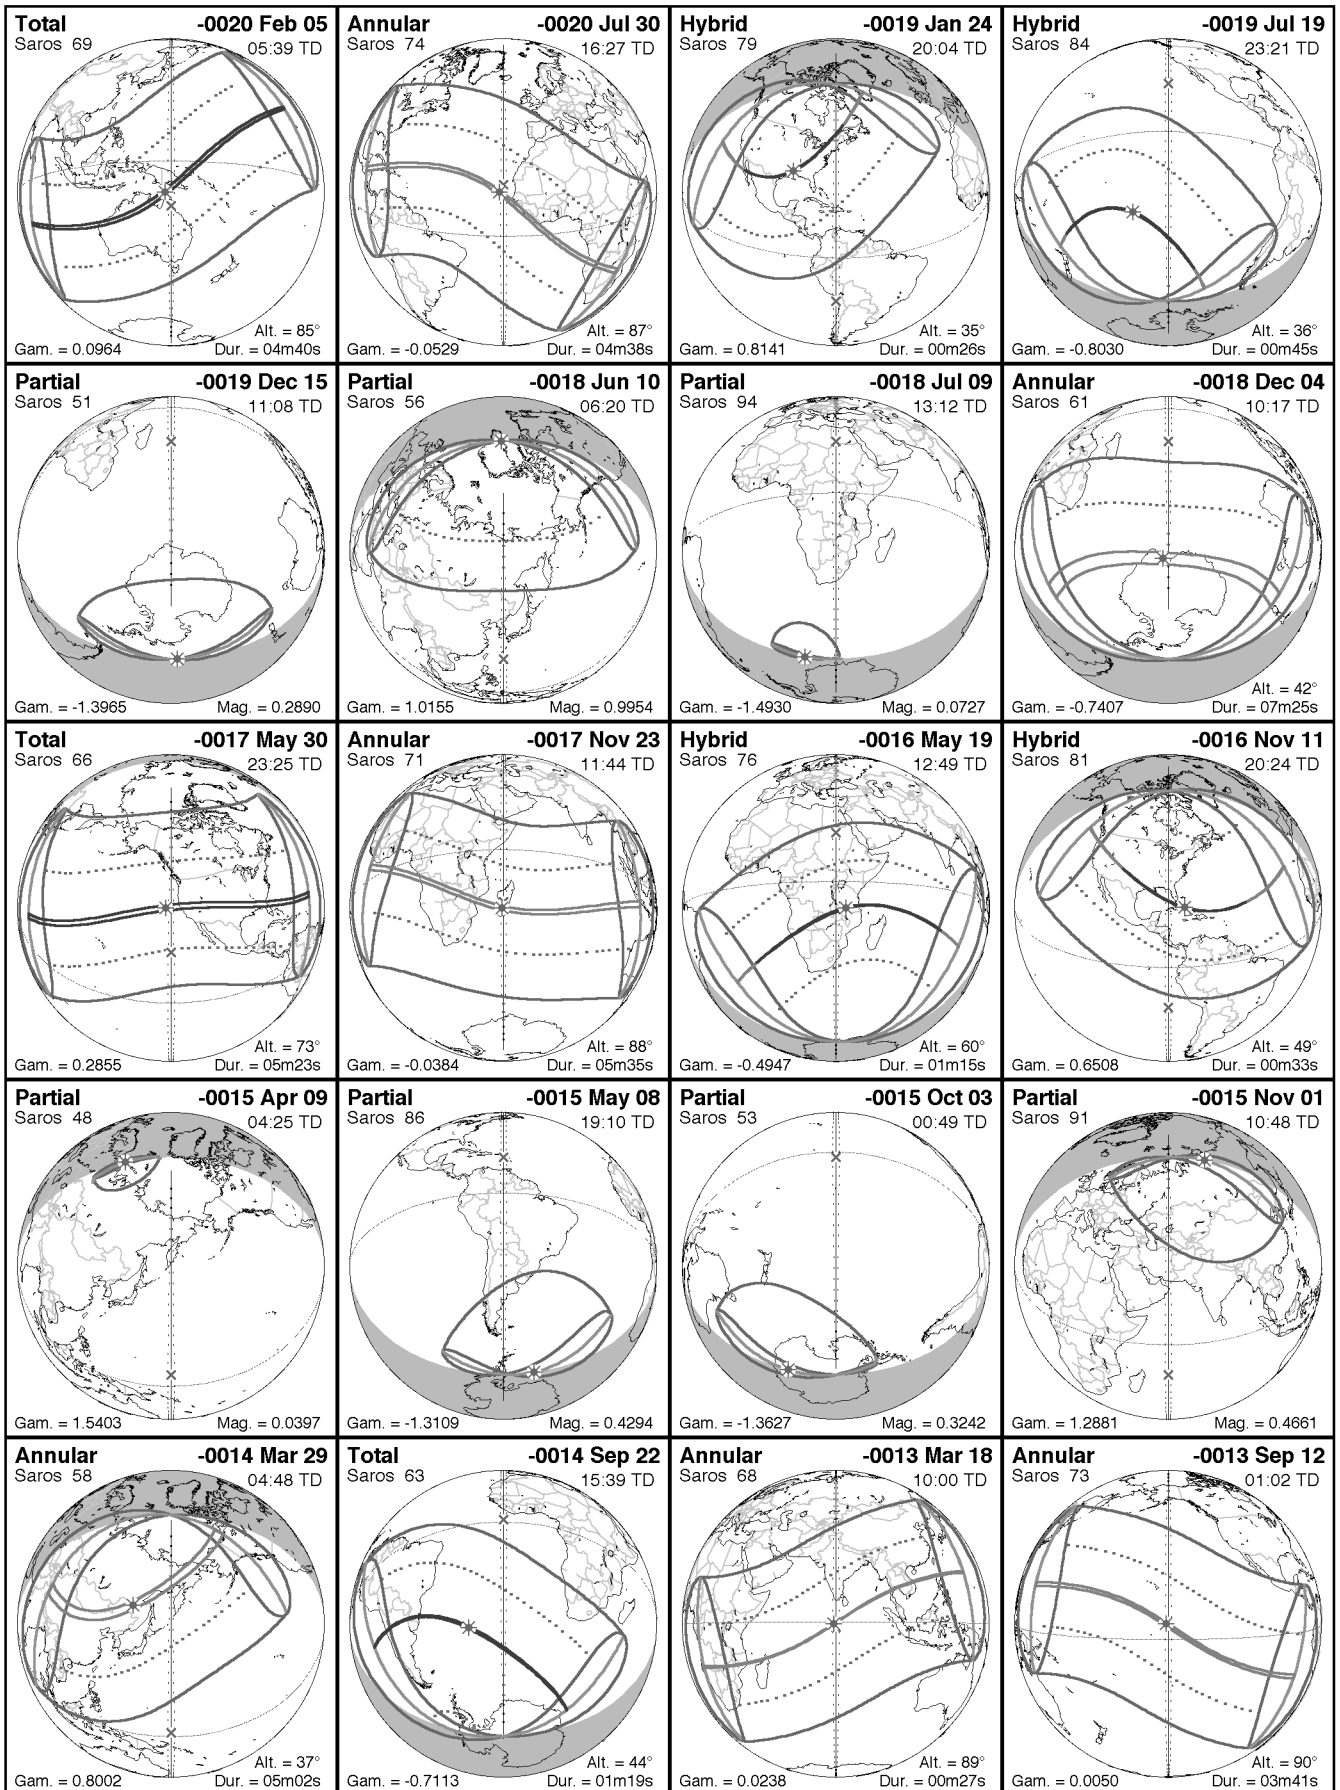 Total -0020 Feb 05
Saros 69 05:39 TD
Alt. = 85°
Gam. = 0.0964 Dur. = 04m40s
Annular -0020 Jul 30
Saros 74 16:27 TD
Alt. = 87°
Gam. = -0.0529 Dur. = 04m38s
Hybrid -0019 Jan 24
Saros 79 20:04 TD
Alt. = 35°
Gam. = 0.8141 Dur. = 00m26s
Hybrid -0019 Jul 19
Saros 84 23:21 TD
Alt. = 36°
Gam. = -0.8030 Dur. = 00m45s
Partial -0019 Dec 15
Saros 51 11:08 TD
Gam. = -1.3965 Mag. = 0.2890
Partial -0018 Jun 10
Saros 56 06:20 TD
Gam. = 1.0155 Mag. = 0.9954
Partial -0018 Jul 09
Saros 94 13:12 TD
Gam. = -1.4930 Mag. = 0.0727
Annular -0018 Dec 04
Saros 61 10:17 TD
Alt. = 42°
Gam. = -0.7407 Dur. = 07m25s
Total -0017 May 30
Saros 66 23:25 TD
Alt. = 73°
Gam. = 0.2855 Dur. = 05m23s
Annular -0017 Nov 23
Saros 71 11:44 TD
Alt. = 88°
Gam. = -0.0384 Dur. = 05m35s
Hybrid -0016 May 19
Saros 76 12:49 TD
Alt. = 60°
Gam. = -0.4947 Dur. = 01m15s
Hybrid -0016 Nov 11
Saros 81 20:24 TD
Alt. = 49°
Gam. = 0.6508 Dur. = 00m33s
Partial -0015 Apr 09
Saros 48 04:25 TD
Gam. = 1.5403 Mag. = 0.0397
Partial -0015 May 08
Saros 86 19:10 TD
Gam. = -1.3109 Mag. = 0.4294
Partial -0015 Oct 03
Saros 53 00:49 TD
Gam. = -1.3627 Mag. = 0.3242
Partial -0015 Nov 01
Saros 91 10:48 TD
Gam. = 1.2881 Mag. = 0.4661
Annular -0014 Mar 29
Saros 58 04:48 TD
Alt. = 37°
Gam. = 0.8002 Dur. = 05m02s
Total -0014 Sep 22
Saros 63 15:39 TD
Alt. = 44°
Gam. = -0.7113 Dur. = 01m19s
Annular -0013 Mar 18
Saros 68 10:00 TD
Alt. = 89°
Gam. = 0.0238 Dur. = 00m27s
Annular -0013 Sep 12
Saros 73 01:02 TD
Alt. = 90°
Gam. = 0.0050 Dur. = 03m41s